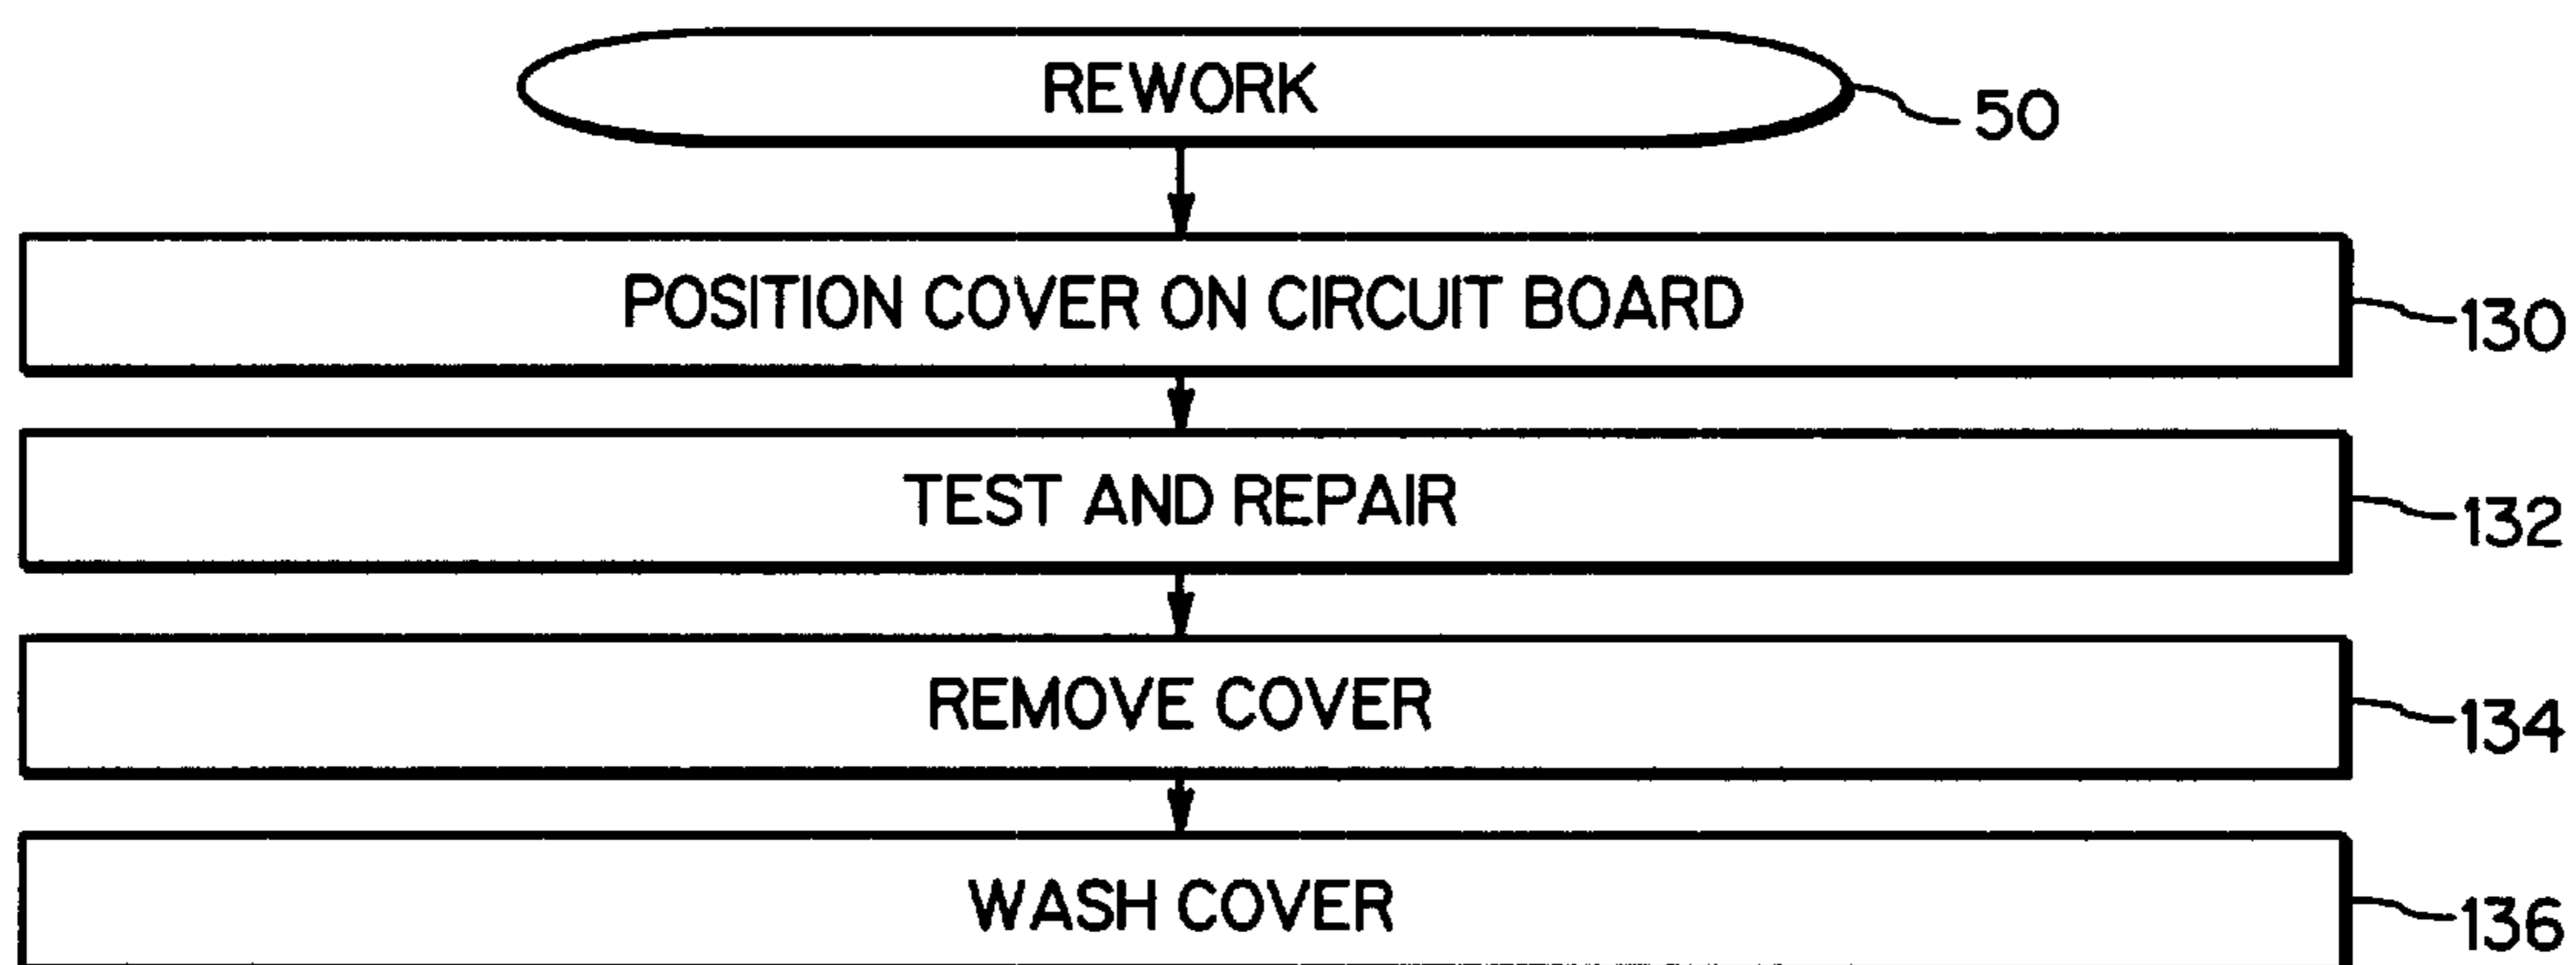 REWORK
50
POSITION COVER ON CIRCUIT BOARD
130
TEST AND REPAIR
132
REMOVE COVER
134
WASH COVER
136